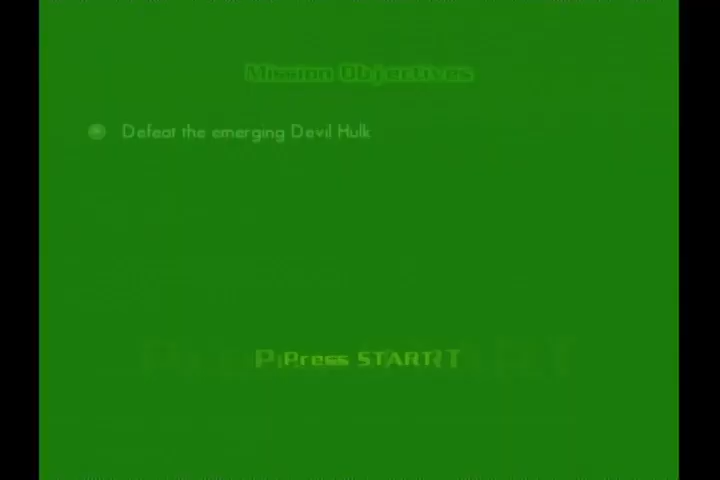 Mission Objectives
Defeat the emerging Devil Hulk
Press START